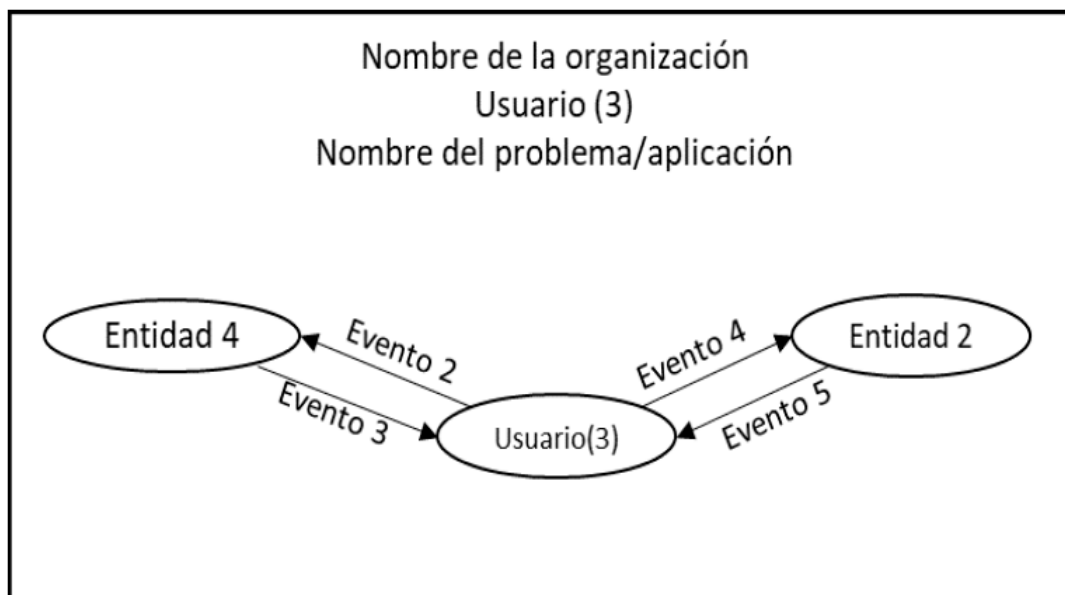 Nombre de la organización
Usuario (3)
Nombre del problema/aplicación
Entidad 4
Evento 2
Evento 3
Usuario(3)
Evento 4
Evento 5
Entidad 2